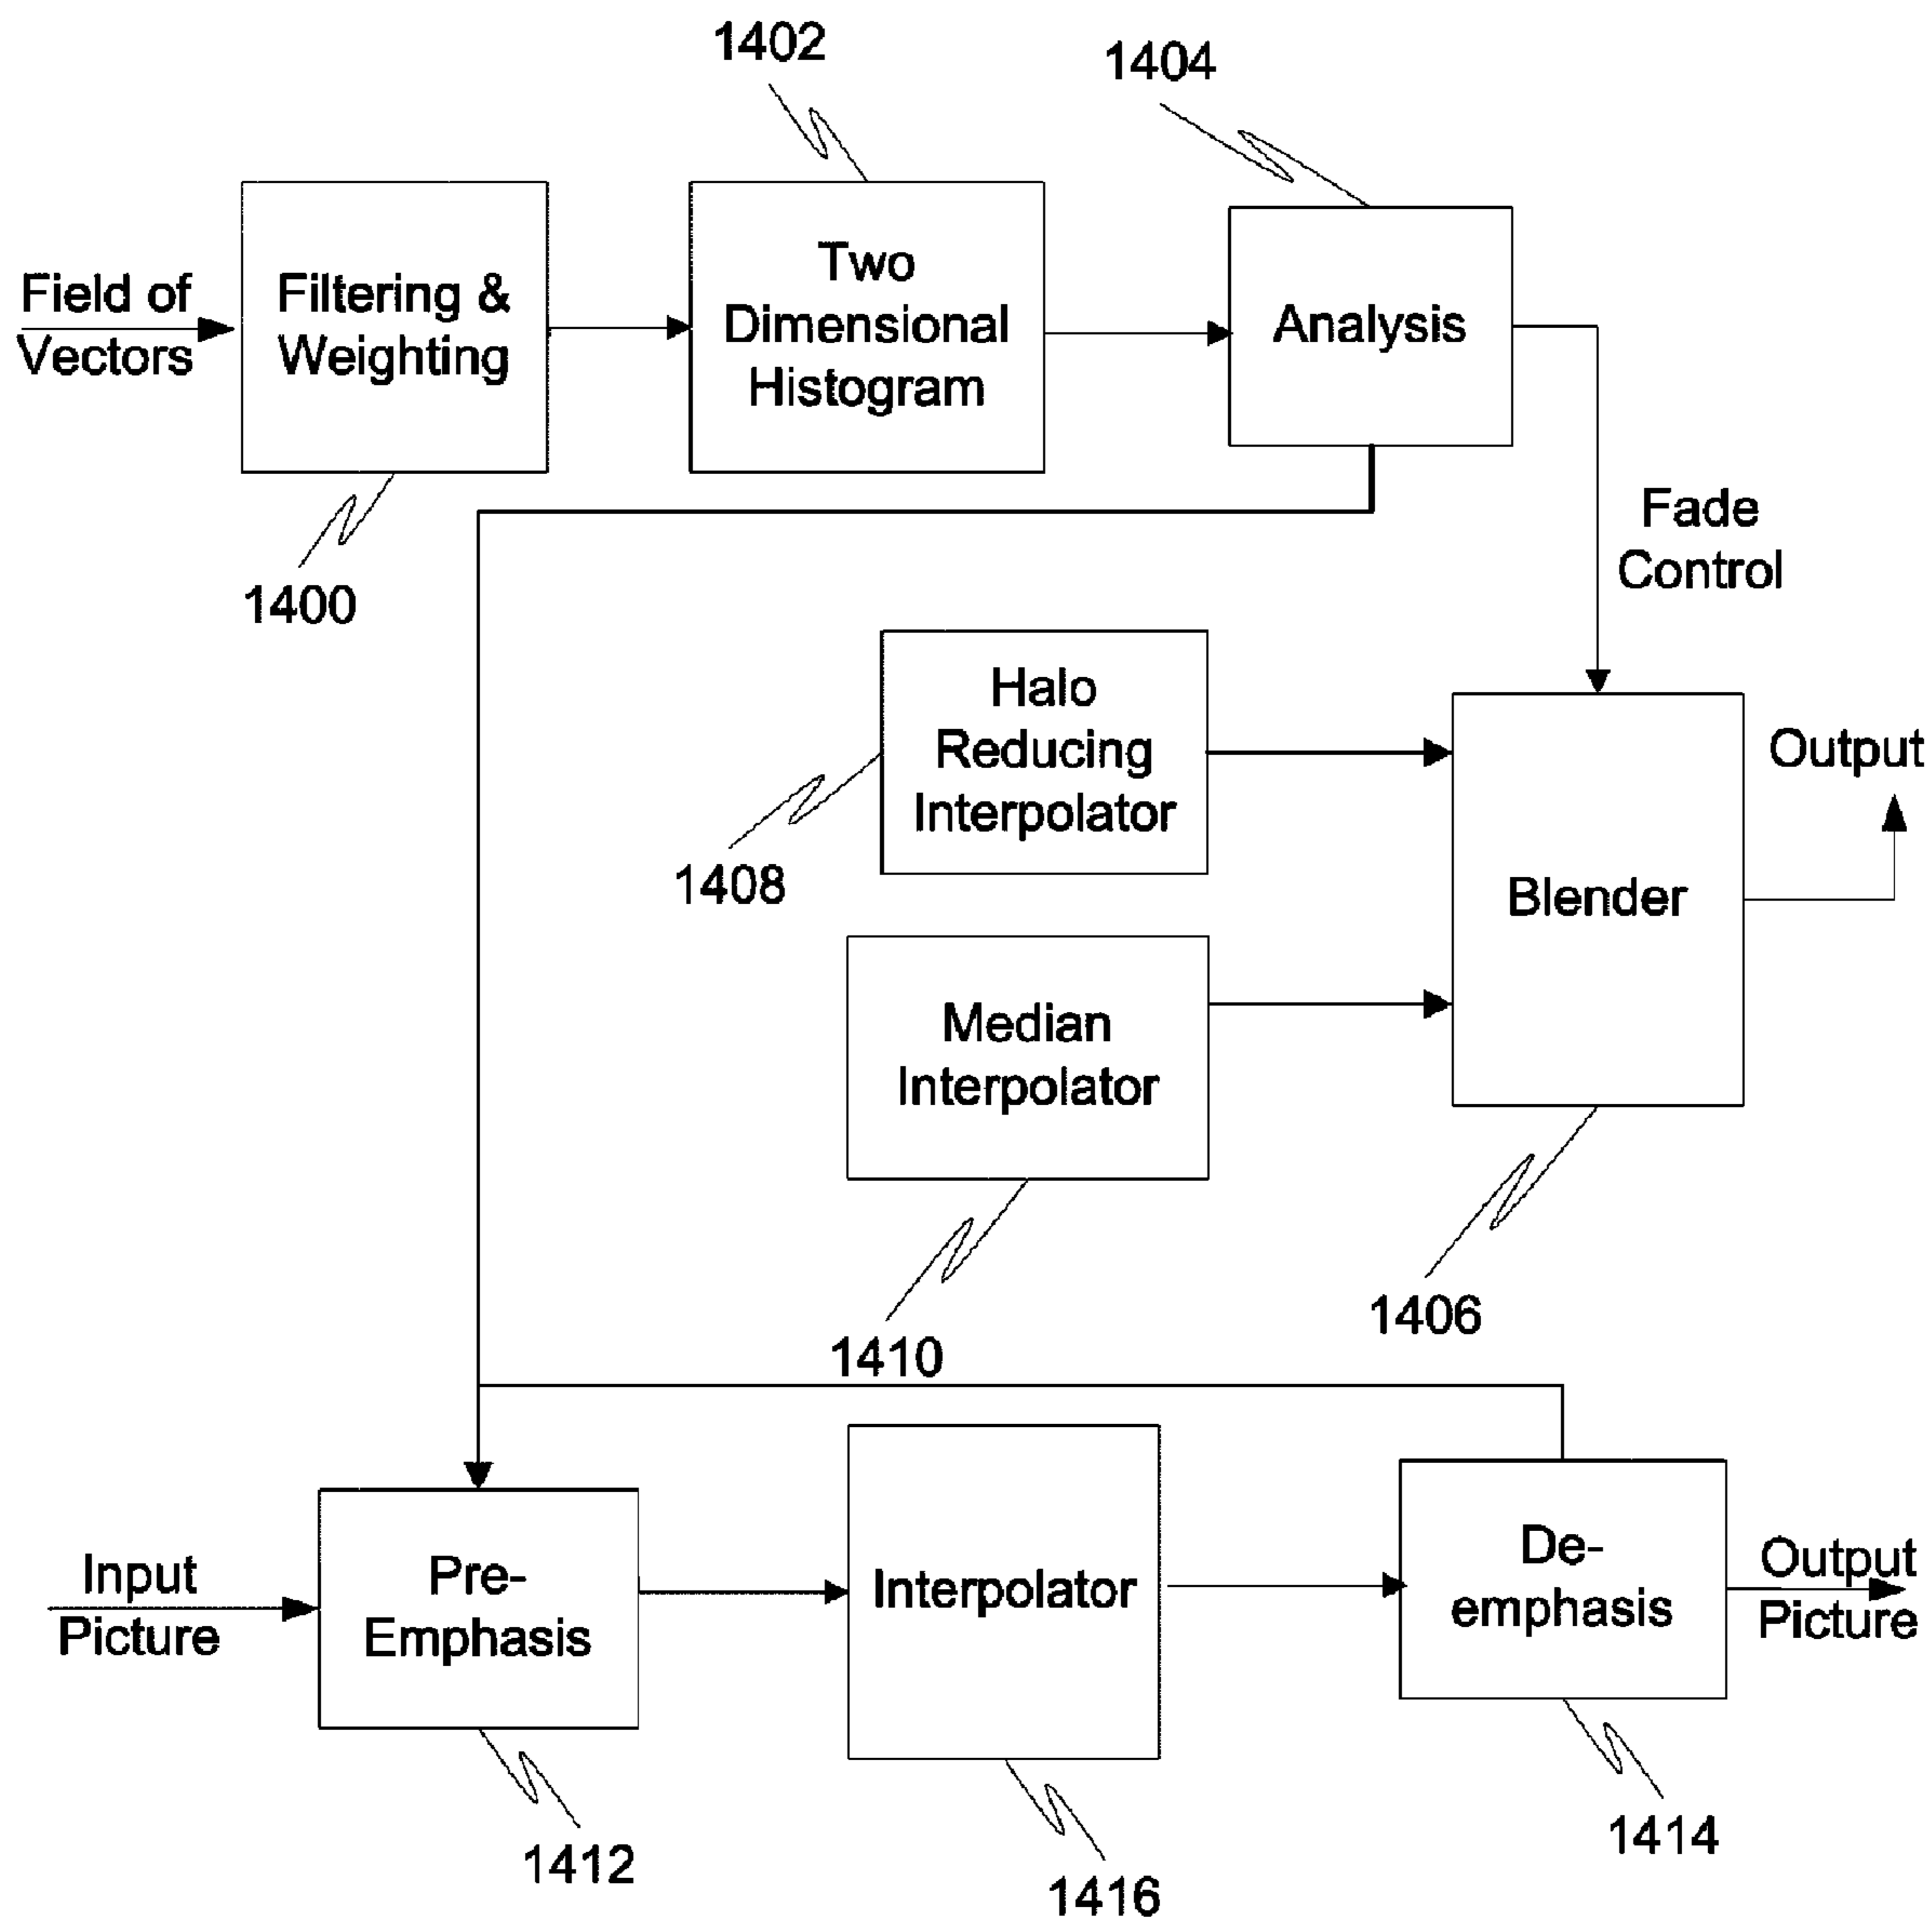 1402
1404
Field of
Vectors
Filtering &
Weighting
Two
Dimensional
Histogram
Analysis
1400
Fade
Control
Halo
Reducing
Interpolator
1408
Output
Blender
Median
Interpolator
1410
1406
Input
Picture
Pre-
Emphasis
Interpolator
De-
emphasis
Output
Picture
1412
1416
1414